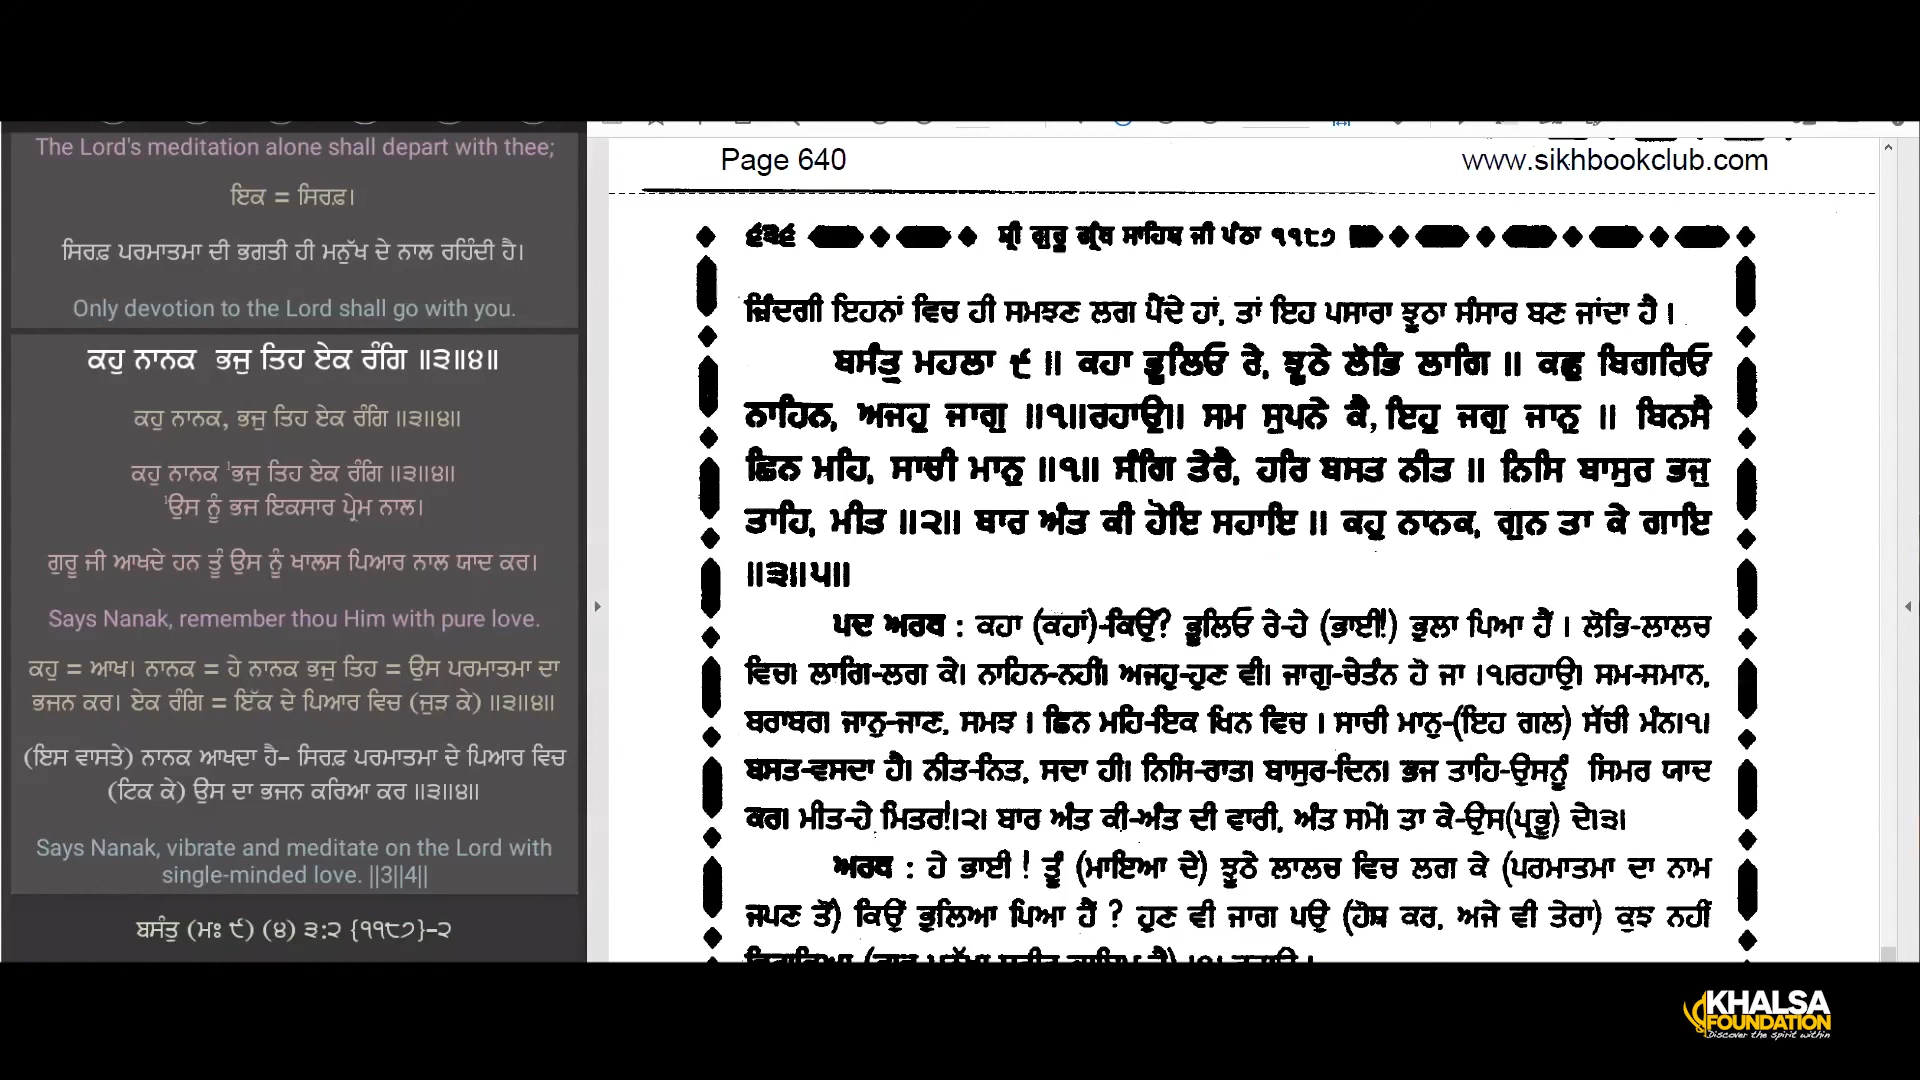 The Lord's meditation alone shall depart with thee;
ਇਕ = ਸਿਰਫ਼।
ਸਿਰਫ਼ ਪਰਮਾਤਮਾ ਦੀ ਭਗਤੀ ਹੀ ਮਨੁੱਖ ਦੇ ਨਾਲ ਰਹਿੰਦੀ ਹੈ।
Only devotion to the Lord shall go with you.
ਕਹੁ ਨਾਨਕ ਭਜੁ ਤਿਹ ਏਕ ਰੰਗਿ ॥੩॥੪॥
ਕਹੁ ਨਾਨਕ, ਭਜੁ ਤਿਹ ਏਕ ਰੰਗਿ ॥੩॥੪॥
ਕਹੁ ਨਾਨਕ ¹ਭਜੁ ਤਿਹ ਏਕ ਰੰਗਿ ॥੩॥੪॥
¹ਉਸ ਨੂੰ ਭਜ ਇਕਸਾਰ ਪ੍ਰੇਮ ਨਾਲ।
ਗੁਰੂ ਜੀ ਆਖਦੇ ਹਨ ਤੂੰ ਉਸ ਨੂੰ ਖਾਲਸ ਪਿਆਰ ਨਾਲ ਯਾਦ ਕਰ।
Says Nanak, remember thou Him with pure love.
ਕਹੁ = ਆਖ। ਨਾਨਕ = ਹੇ ਨਾਨਕ ਭਜੁ ਤਿਹ = ਉਸ ਪਰਮਾਤਮਾ ਦਾ
ਭਜਨ ਕਰ। ਏਕ ਰੰਗਿ = ਇੱਕ ਦੇ ਪਿਆਰ ਵਿਚ (ਜੁੜ ਕੇ) ॥੩॥੪॥
(ਇਸ ਵਾਸਤੇ) ਨਾਨਕ ਆਖਦਾ ਹੈ– ਸਿਰਫ਼ ਪਰਮਾਤਮਾ ਦੇ ਪਿਆਰ ਵਿਚ
(ਟਿਕ ਕੇ) ਉਸ ਦਾ ਭਜਨ ਕਰਿਆ ਕਰ ॥੩॥੪॥
Says Nanak, vibrate and meditate on the Lord with
single-minded love. ||3||4||
ਬਸੰਤੁ (ਮਃ ੯) (੪) ੩:੨ {੧੧੮੭}-੨
Page 640 www.sikhbookclub.com
੬੩੬ ਸ੍ਰੀ ਗੁਰੂ ਗ੍ਰੰਥ ਸਾਹਿਬ ਜੀ ਪੰਨਾ ੧੧੮੭
ਜ਼ਿੰਦਗੀ ਇਹਨਾਂ ਵਿਚ ਹੀ ਸਮਝਣ ਲਗ ਪੈਂਦੇ ਹਾਂ, ਤਾਂ ਇਹ ਪਸਾਰਾ ਝੂਠਾ ਸੰਸਾਰ ਬਣ ਜਾਂਦਾ ਹੈ।
ਬਸੰਤੁ ਮਹਲਾ ੯ ॥ ਕਹਾ ਭੂਲਿਓ ਰੇ, ਝੂਠੇ ਲੋਭਿ ਲਾਗਿ ॥ ਕਛੁ ਬਿਗਰਿਓ
ਨਾਹਿਨ, ਅਜਹੁ ਜਾਗੁ ॥੧॥ਰਹਾਉ॥ ਸਮ ਸੁਪਨੇ ਕੈ, ਇਹੁ ਜਗੁ ਜਾਨੁ ॥ ਬਿਨਸੈ
ਛਿਨ ਮਹਿ, ਸਾਚੀ ਮਾਨੁ ॥੧॥ ਸੰਗਿ ਤੇਰੈ, ਹਰਿ ਬਸਤ ਨੀਤ ॥ ਨਿਸਿ ਬਾਸੁਰ ਭਜੁ
ਤਾਹਿ, ਮੀਤ ॥੨॥ ਬਾਰ ਅੰਤ ਕੀ ਹੋਇ ਸਹਾਇ ॥ ਕਹੁ ਨਾਨਕ, ਗੁਨ ਤਾ ਕੇ ਗਾਇ
॥੩॥੫॥
ਪਦ ਅਰਥ : ਕਹਾ (ਕਹਾਂ)-ਕਿਉਂ? ਭੂਲਿਓ ਰੇ-ਹੇ (ਭਾਈ!) ਭੁਲਾ ਪਿਆ ਹੈਂ। ਲੋਭਿ-ਲਾਲਚ
ਵਿਚ। ਲਾਗਿ-ਲਗ ਕੇ। ਨਾਹਿਨ-ਨਹੀਂ। ਅਜਹੁ-ਹੁਣ ਵੀ। ਜਾਗੁ-ਚੇਤੰਨ ਹੋ ਜਾ ।੧।ਰਹਾਉ। ਸਮ-ਸਮਾਨ,
ਬਰਾਬਰ। ਜਾਨੁ-ਜਾਣ, ਸਮਝ। ਛਿਨ ਮਹਿ-ਇਕ ਖਿਨ ਵਿਚ। ਸਾਚੀ ਮਾਨੁ-(ਇਹ ਗਲ) ਸੱਚੀ ਮੰਨ।੧।
ਬਸਤ-ਵਸਦਾ ਹੈ। ਨੀਤ-ਨਿਤ, ਸਦਾ ਹੀ। ਨਿਸਿ-ਰਾਤ। ਬਾਸੁਰ-ਦਿਨ। ਭਜ ਤਾਹਿ-ਉਸਨੂੰ ਸਿਮਰ ਯਾਦ
ਕਰ। ਮੀਤ-ਹੇ ਮਿਤਰ!।੨। ਬਾਰ ਅੰਤ ਕੀ-ਅੰਤ ਦੀ ਵਾਰੀ, ਅੰਤ ਸਮੇਂ। ਤਾ ਕੇ-ਉਸ(ਪ੍ਰਭੂ) ਦੇ।੩।
ਅਰਥ : ਹੇ ਭਾਈ ! ਤੂੰ (ਮਾਇਆ ਦੇ) ਝੂਠੇ ਲਾਲਚ ਵਿਚ ਲਗ ਕੇ (ਪਰਮਾਤਮਾ ਦਾ ਨਾਮ
ਜਪਣ ਤੋਂ) ਕਿਉਂ ਭੁਲਿਆ ਪਿਆ ਹੈਂ ? ਹੁਣ ਵੀ ਜਾਗ ਪਉ (ਹੋਸ਼ ਕਰ, ਅਜੇ ਵੀ ਤੇਰਾ) ਕੁਝ ਨਹੀਂ
KHALSA
FOUNDATION
Discover the spirit within